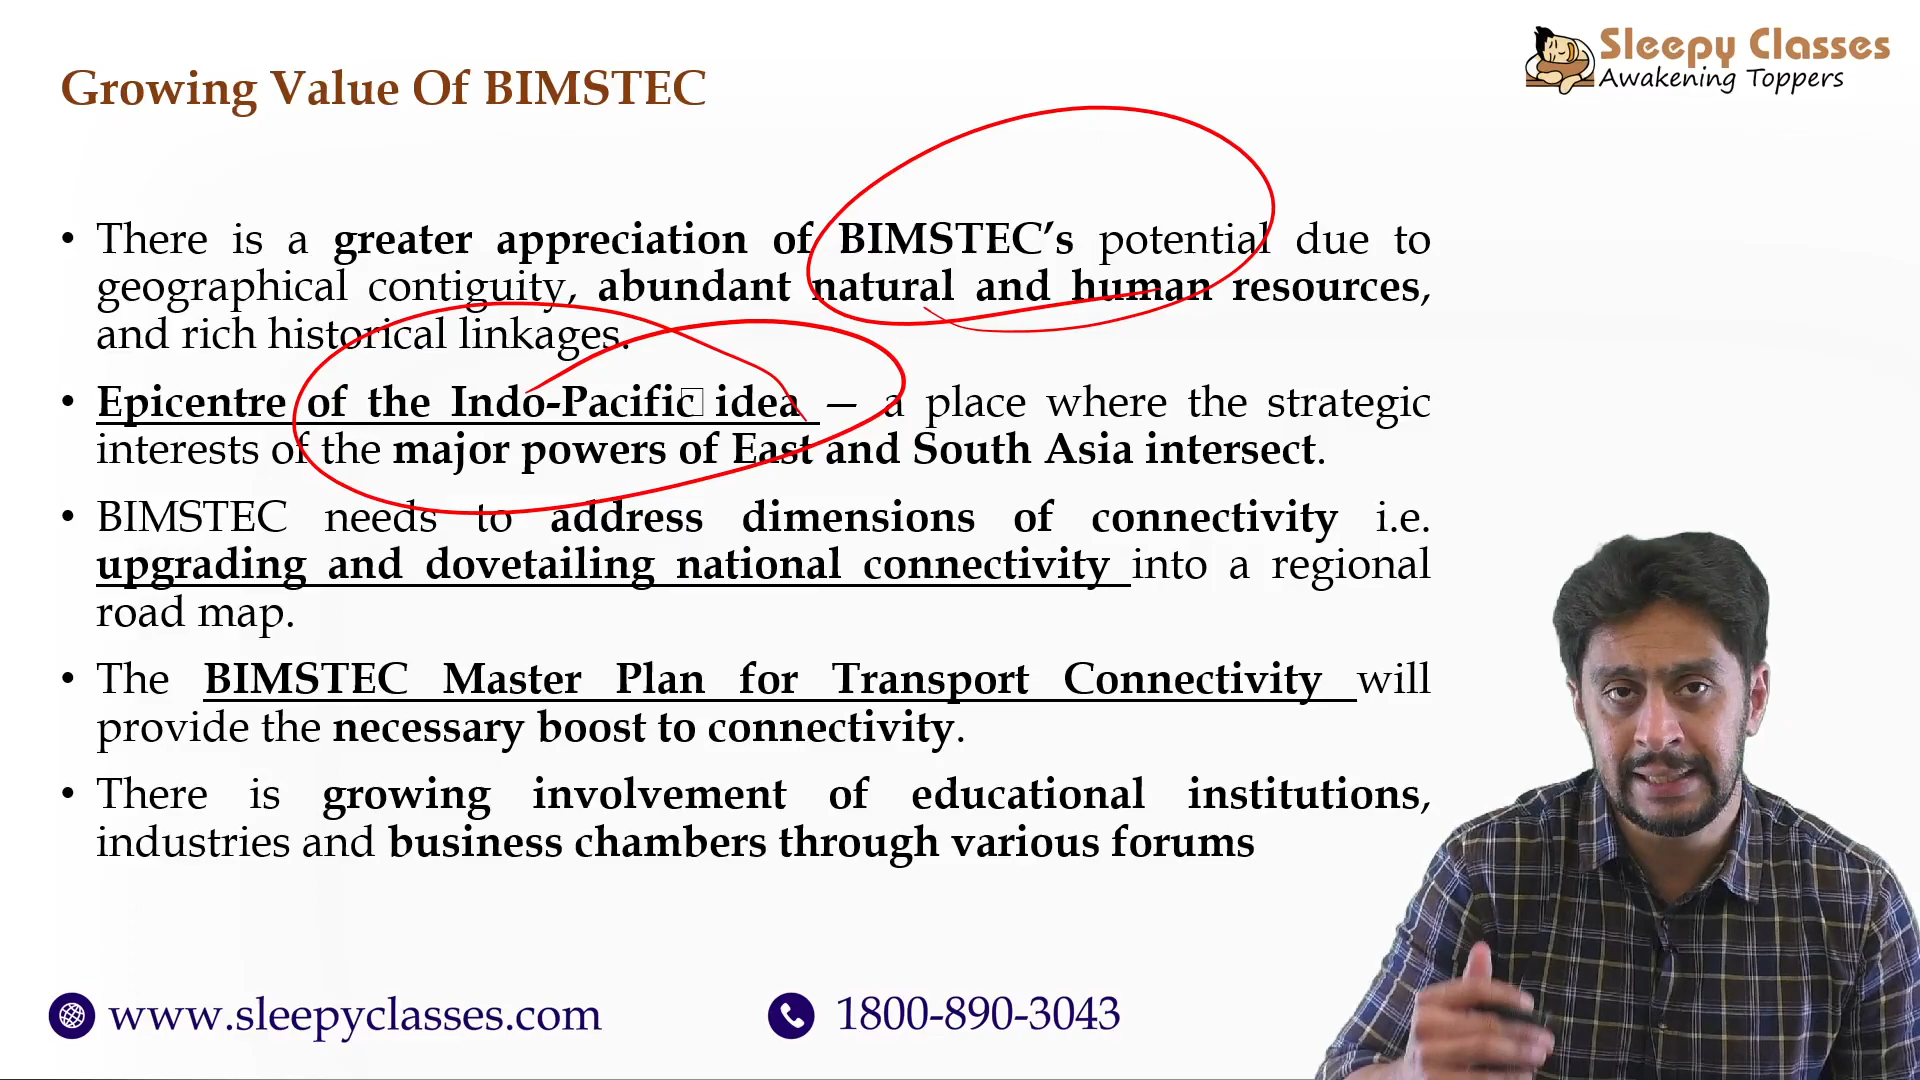 Sleepy Classes
Awakening Toppers
Growing Value Of BIMSTEC
• There is a greater appreciation of BIMSTEC’s potential due to
geographical contiguity, abundant natural and human resources,
and rich historical linkages.
• Epicentre of the Indo-Pacific idea — a place where the strategic
interests of the major powers of East and South Asia intersect.
• BIMSTEC needs to address dimensions of connectivity i.e.
upgrading and dovetailing national connectivity into a regional
road map.
• The BIMSTEC Master Plan for Transport Connectivity will
provide the necessary boost to connectivity.
• There is growing involvement of educational institutions,
industries and business chambers through various forums
www.sleepyclasses.com
1800-890-3043